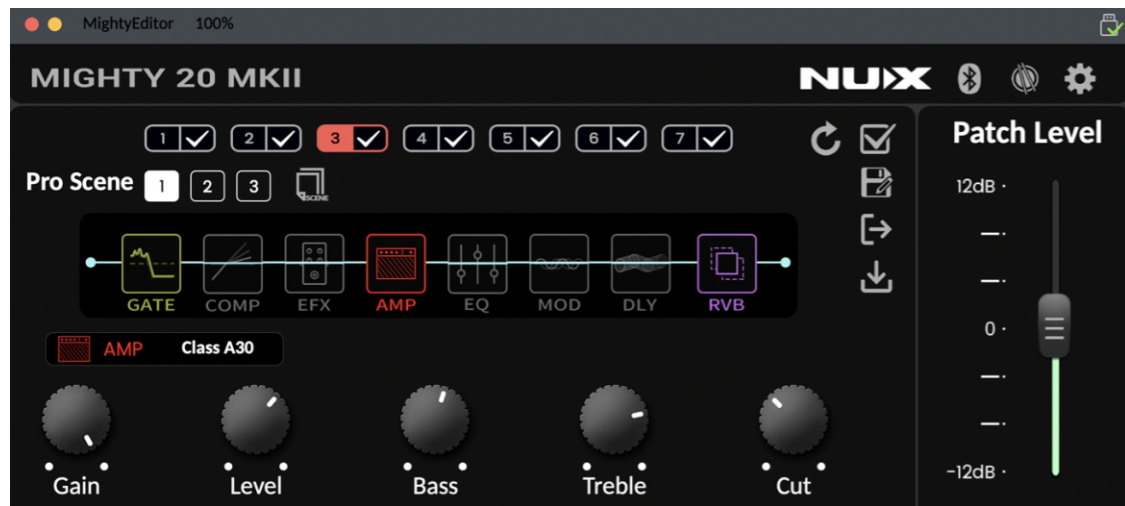 MightyEditor 100%
MIGHTY 20 MKII
NUX
1 2 3 4 5 6 7
Patch Level
Pro Scene 1 2 3
SCENE
12dB
0
-12dB
GATE COMP EFX AMP EQ MOD DLY RVB
AMP Class A30
Gain Level Bass Treble Cut